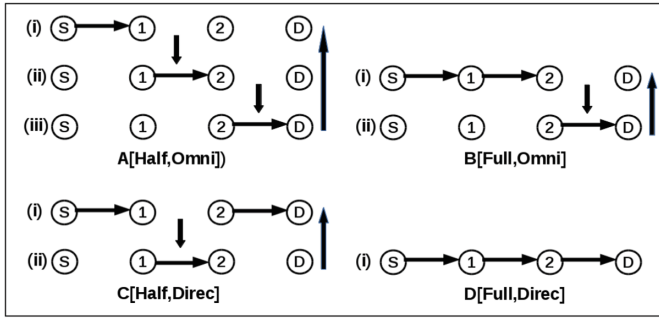 (i) S 1 2 D
(ii) S 1 2 D
(iii) S 1 2 D
A[Half,Omni])
(i) S 1 2 D
(ii) S 1 2 D
B[Full,Omni]
(i) S 1 2 D
(ii) S 1 2 D
C[Half,Direc]
(i) S 1 2 D
D[Full,Direc]